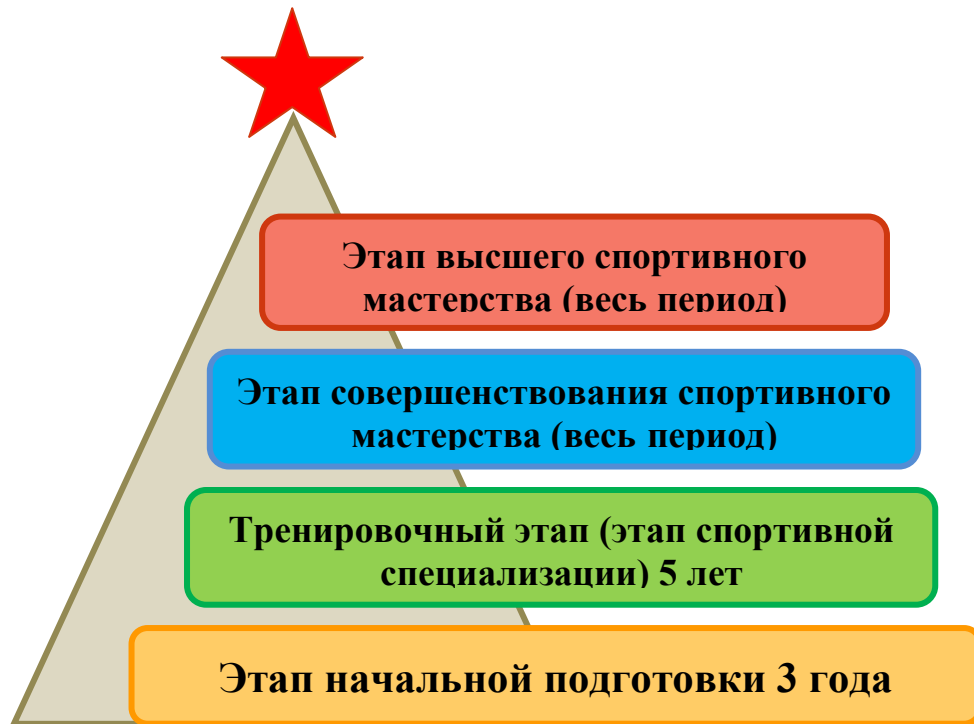 Этап высшего спортивного
мастерства (весь период)
Этап совершенствования спортивного
мастерства (весь период)
Тренировочный этап (этап спортивной
специализации) 5 лет
Этап начальной подготовки 3 года